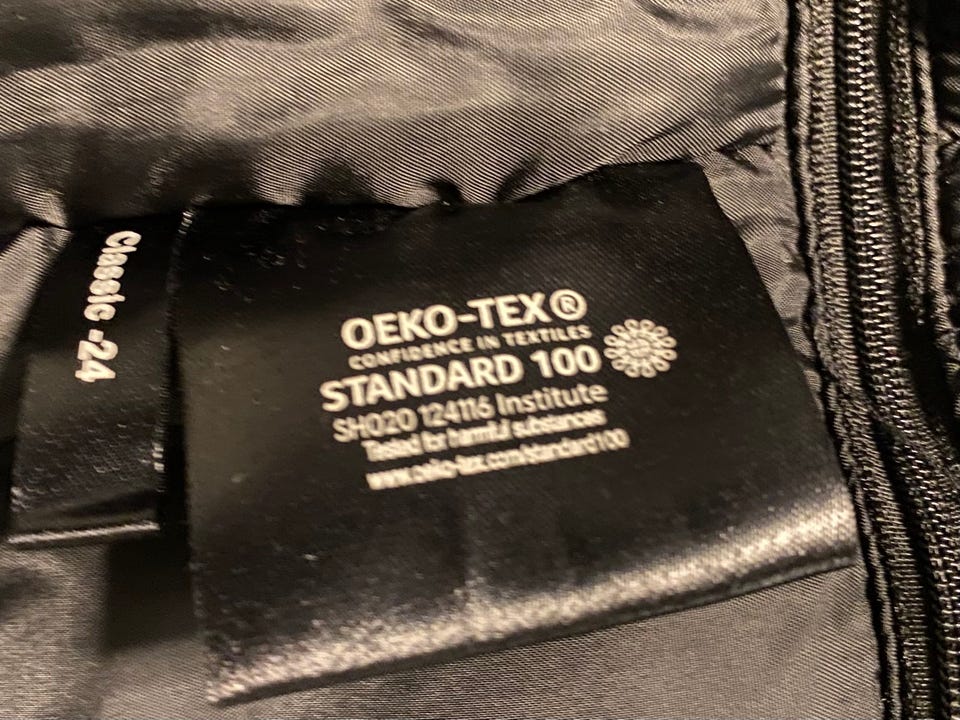 Classic -24
OEKO-TEX®
CONFIDENCE IN TEXTILES
STANDARD 100
SH020 124116 Institute
Tested for harmful substances
www.oeko-tex.com/standard100